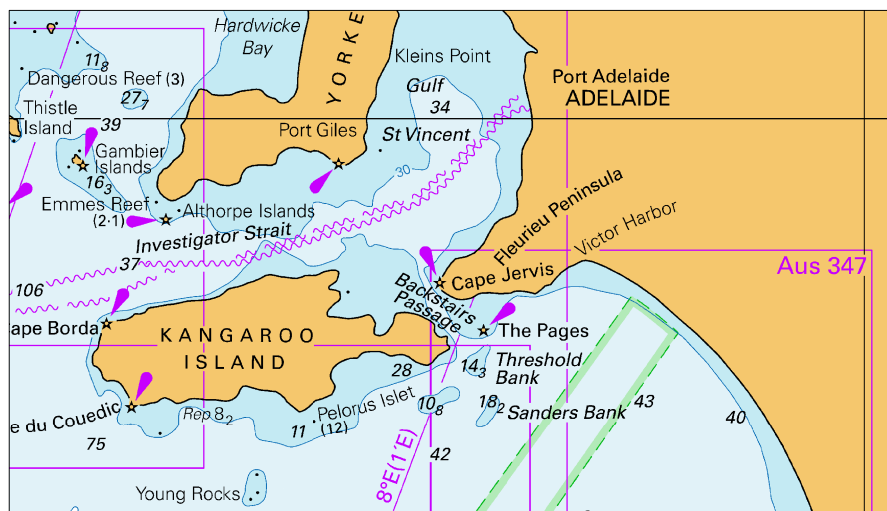 Hardwicke
Bay
YORKE
Kleins Point
11₈
Dangerous Reef (3)
27₇
Gulf
34
St Vincent
Port Adelaide
ADELAIDE
Thistle
Island
39
Port Giles
Gambier
Islands
16₃
30
Emmes Reef
(2·1)
Althorpe Islands
Investigator Strait
Fleurieu Peninsula
Victor Harbor
Aus 347
37
106
Cape Jervis
Backstairs
Passage
ape Borda
KANGAROO
ISLAND
The Pages
28
14₃
Threshold
Bank
e du Couedic
Rep 8₂
Pelorus Islet
(12)
11
10₈
18₂
Sanders Bank
43
40
75
42
8°E(1'E)
Young Rocks